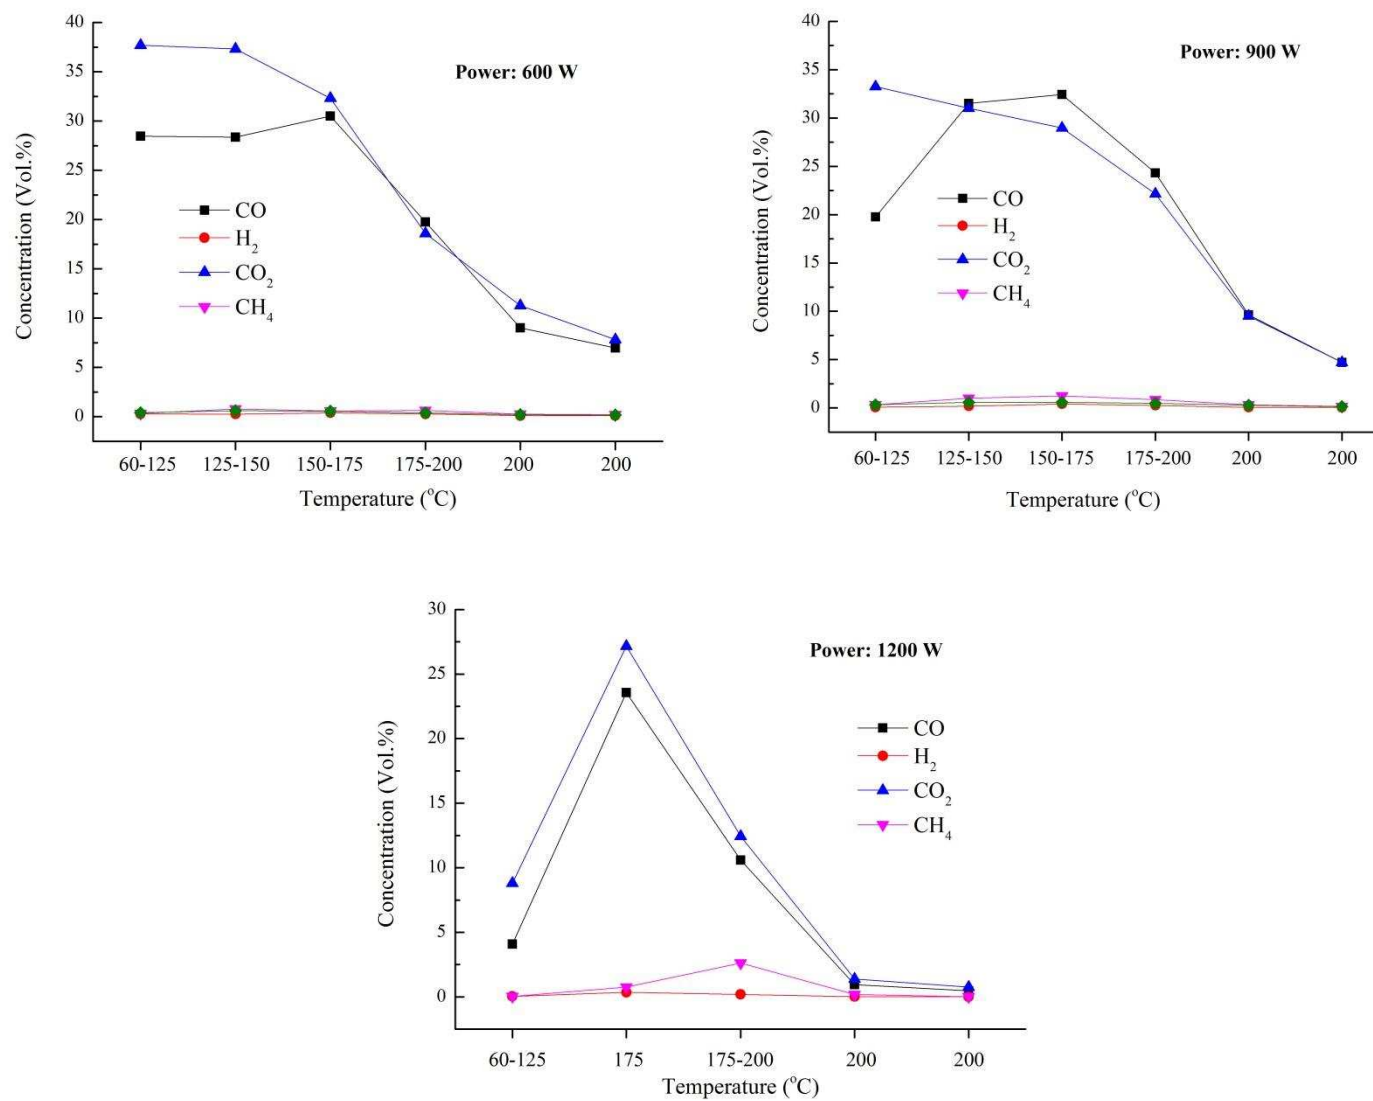 40
35
30
25
20
15
10
5
0
Concentration (Vol.%)
Power: 600 W
CO
H2
CO2
CH4
60-125 125-150 150-175 175-200 200 200
Temperature (oC)
40
35
30
25
20
15
10
5
0
Concentration (Vol.%)
Power: 900 W
CO
H2
CO2
CH4
60-125 125-150 150-175 175-200 200 200
Temperature (oC)
30
25
20
15
10
5
0
Concentration (Vol.%)
Power: 1200 W
CO
H2
CO2
CH4
60-125 175 175-200 200 200
Temperature (oC)